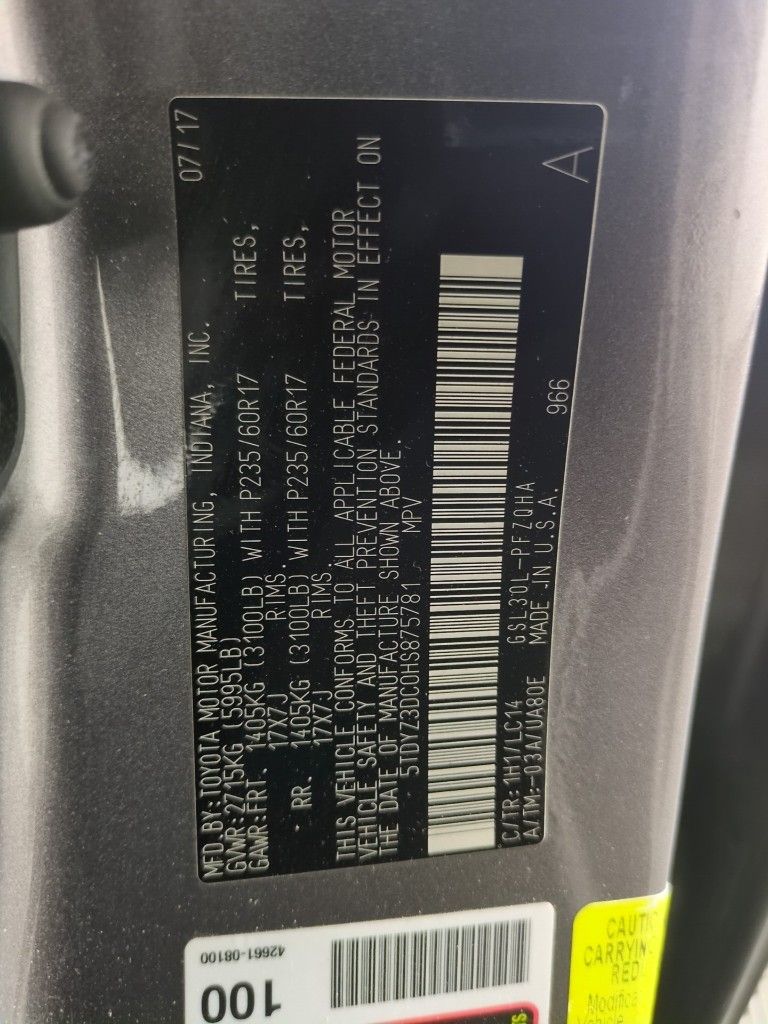 MFD. BY:TOYOTA MOTOR MANUFACTURING, INDIANA, INC. 07/17
GVWR:2715KG (5995LB)
GAWR:FRT. 1405KG (3100LB) WITH P235/60R17 TIRES,
17X7J RIMS.
RR. 1405KG (3100LB) WITH P235/60R17 TIRES,
17X7J RIMS.
THIS VEHICLE CONFORMS TO ALL APPLICABLE FEDERAL MOTOR
VEHICLE SAFETY AND THEFT PREVENTION STANDARDS IN EFFECT ON
THE DATE OF MANUFACTURE SHOWN ABOVE.
5TDYZ3DC0HS875781 MPV
C/TR:1H1/LC14 GSL30L-PFZQHA
A/TM:-03A/UA80E MADE IN U.S.A. 966 A
42661-08100
100
CARRYING
RED
Vehicle